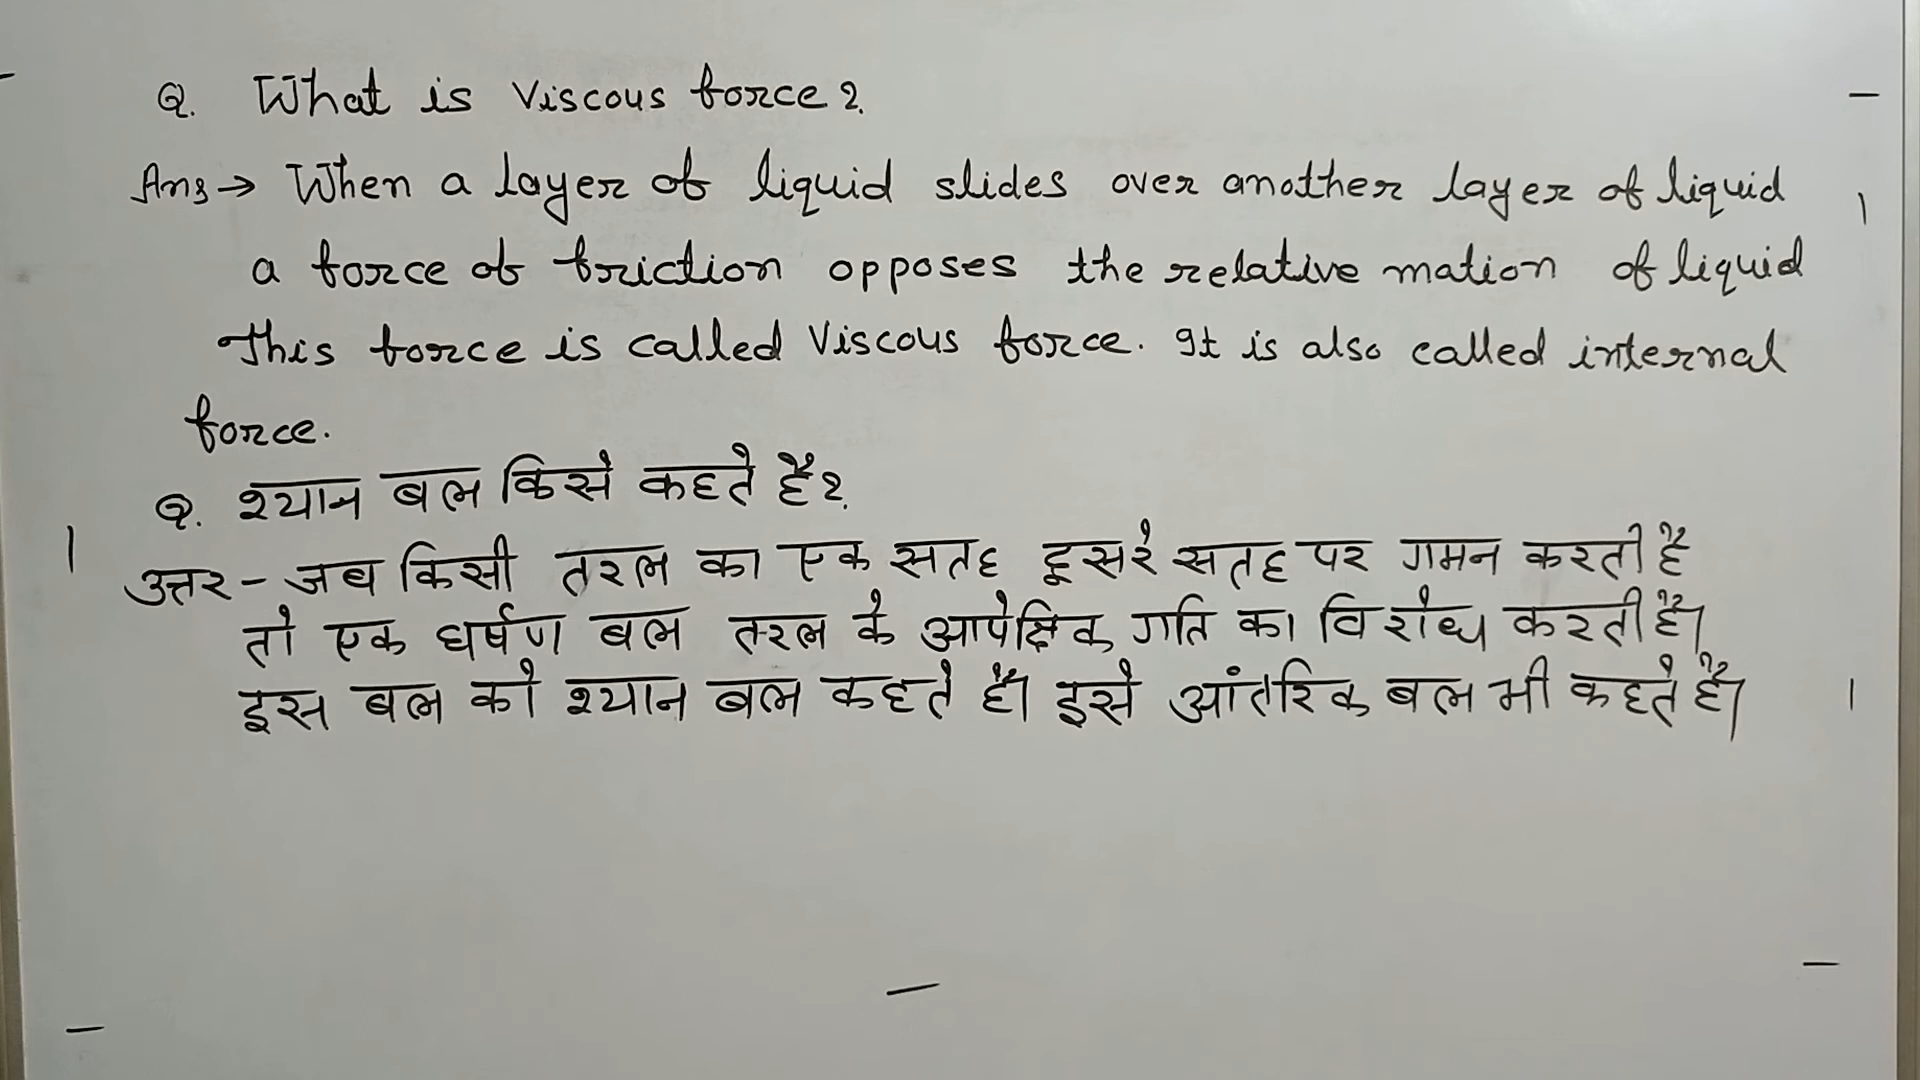 Q. What is Viscous force?
Ans → When a layer of liquid slides over another layer of liquid
a force of friction opposes the relative mation of liquid
This force is called Viscous force. It is also called internal
force.
Q. श्यान बल किसे कहते हैं?
उत्तर - जब किसी तरल का एक सतह दूसरे सतह पर गमन करती है
तो एक घर्षण बल तरल के आपेक्षिक गति का विरोध करती है।
इस बल को श्यान बल कहते हैं। इसे आंतरिक बल भी कहते हैं।